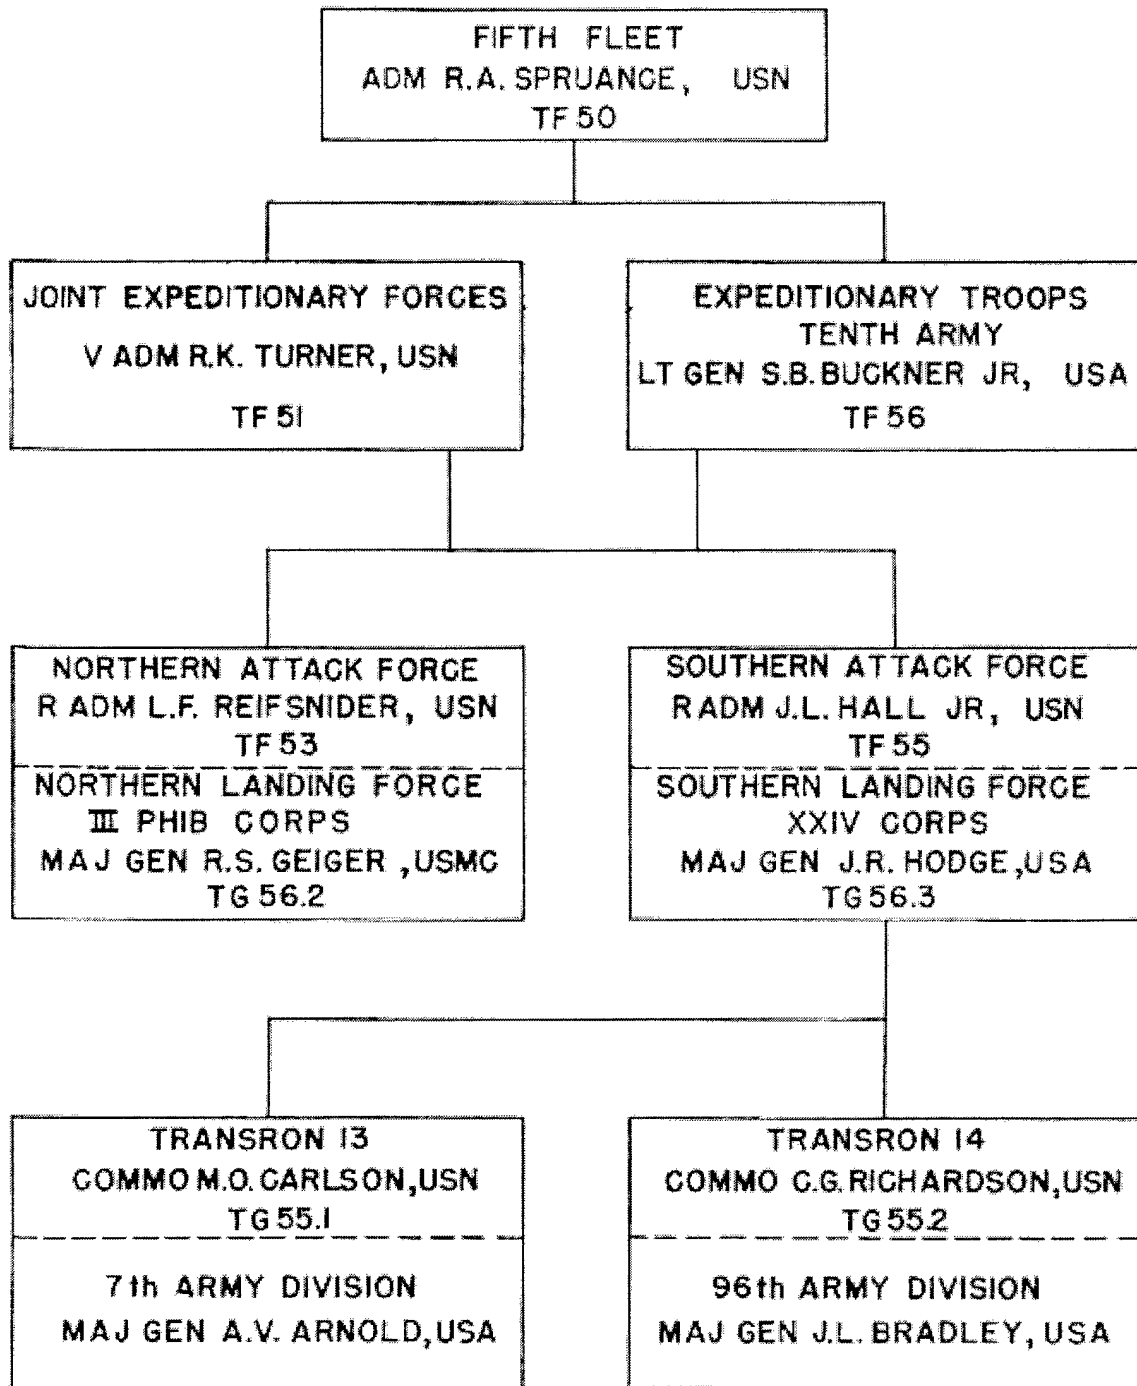 FIFTH FLEET
ADM R.A. SPRUANCE, USN
TF 50
JOINT EXPEDITIONARY FORCES
V ADM R.K. TURNER, USN
TF 51
EXPEDITIONARY TROOPS
TENTH ARMY
LT GEN S.B. BUCKNER JR, USA
TF 56
NORTHERN ATTACK FORCE
R ADM L.F. REIFSNIDER, USN
TF 53
NORTHERN LANDING FORCE
III PHIB CORPS
MAJ GEN R.S. GEIGER, USMC
TG 56.2
SOUTHERN ATTACK FORCE
R ADM J.L. HALL JR, USN
TF 55
SOUTHERN LANDING FORCE
XXIV CORPS
MAJ GEN J.R. HODGE, USA
TG 56.3
TRANSRON 13
COMMO M.O. CARLSON, USN
TG 55.1
7th ARMY DIVISION
MAJ GEN A.V. ARNOLD, USA
TRANSRON 14
COMMO C.G. RICHARDSON, USN
TG 55.2
96th ARMY DIVISION
MAJ GEN J.L. BRADLEY, USA